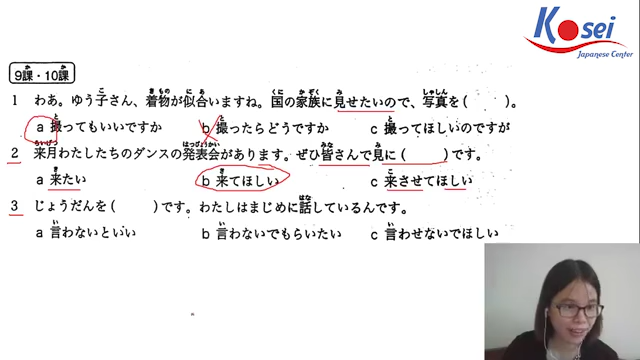 Kosei
Japanese Center
9課・10課
1 わあ。ゆう子さん、着物が似合いますね。国の家族に見せたいので、写真を( )。
a 撮ってもいいですか b 撮ったらどうですか c 撮ってほしいのですが
2 来月わたしたちのダンスの発表会があります。ぜひ皆さんで見に( )です。
a 来たい b 来てほしい c 来させてほしい
3 じょうだんを( )です。わたしはまじめに話しているんです。
a 言わないといい b 言わないでもらいたい c 言わせないでほしい